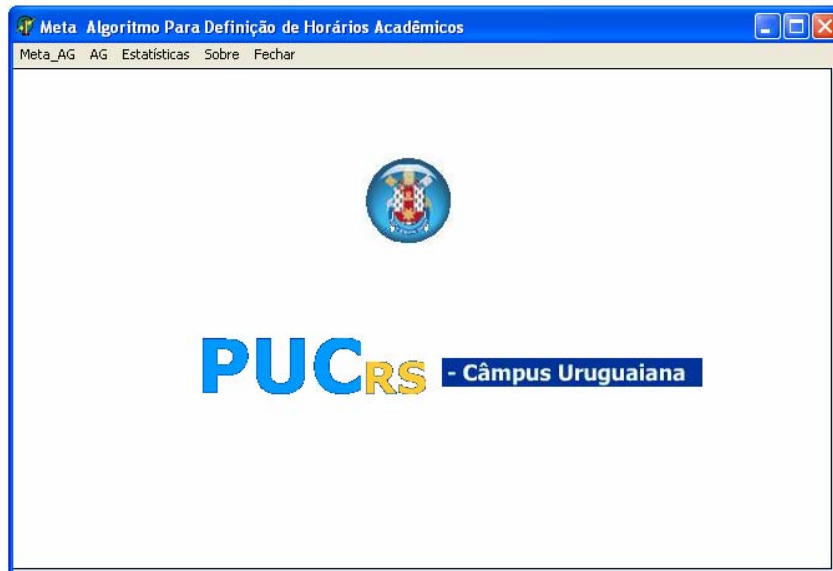 Meta Algoritmo Para Definição de Horários Acadêmicos
Meta_AG AG Estatísticas Sobre Fechar
PUCRS - Câmpus Uruguaiana